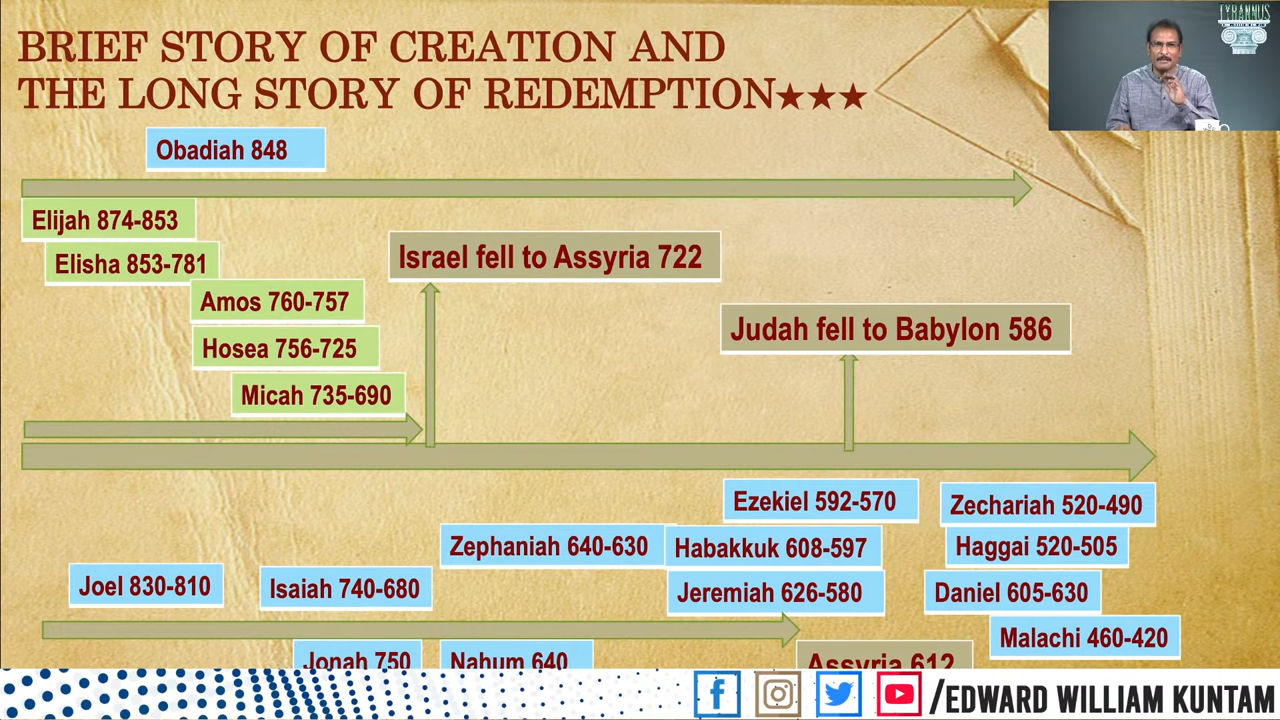 BRIEF STORY OF CREATION AND
THE LONG STORY OF REDEMPTION★★★
TYRANNUS
Obadiah 848
Elijah 874-853
Elisha 853-781
Israel fell to Assyria 722
Amos 760-757
Judah fell to Babylon 586
Hosea 756-725
Micah 735-690
Ezekiel 592-570
Zechariah 520-490
Zephaniah 640-630
Habakkuk 608-597
Haggai 520-505
Joel 830-810
Isaiah 740-680
Jeremiah 626-580
Daniel 605-630
Malachi 460-420
Jonah 750
Nahum 640
Assyria 612
/EDWARD WILLIAM KUNTAM